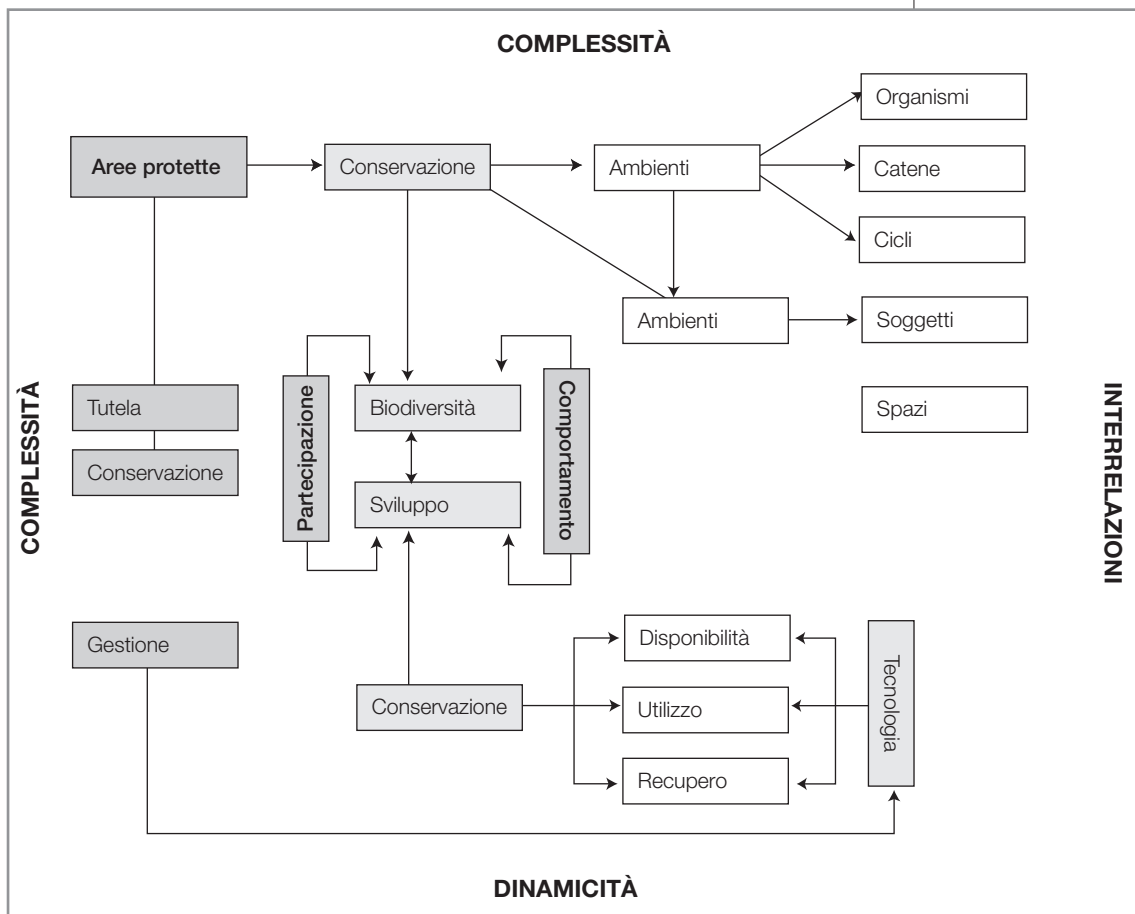 COMPLESSITÀ
Organismi
Aree protette
Conservazione
Ambienti
Catene
Cicli
Ambienti
Soggetti
COMPLESSITÀ
Tutela
Conservazione
Partecipazione
Biodiversità
Sviluppo
Comportamento
Spazi
INTERRELAZIONI
Gestione
Disponibilità
Conservazione
Utilizzo
Recupero
Tecnologia
DINAMICITÀ